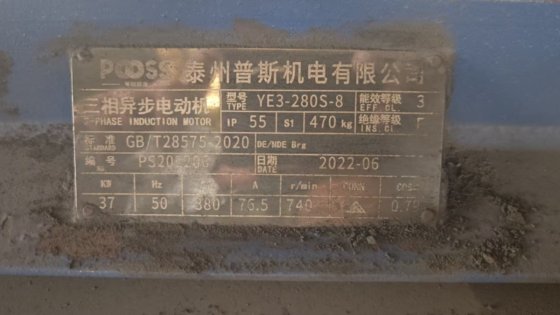 POOSS 泰州普斯机电有限公司
三相异步电动机 型号 YE3-280S-8 能效等级 3
3-PHASE INDUCTION MOTOR TYPE EFF.CL
IP 55 S1 470 kg 绝缘等级 F
INS.CL
标准 GB/T28575-2020 DE/NDE Brg
STANDARD
编号 日期 2022-06
DATE
KW Hz A r/min CONN COSφ
37 50 380 76.5 740 △